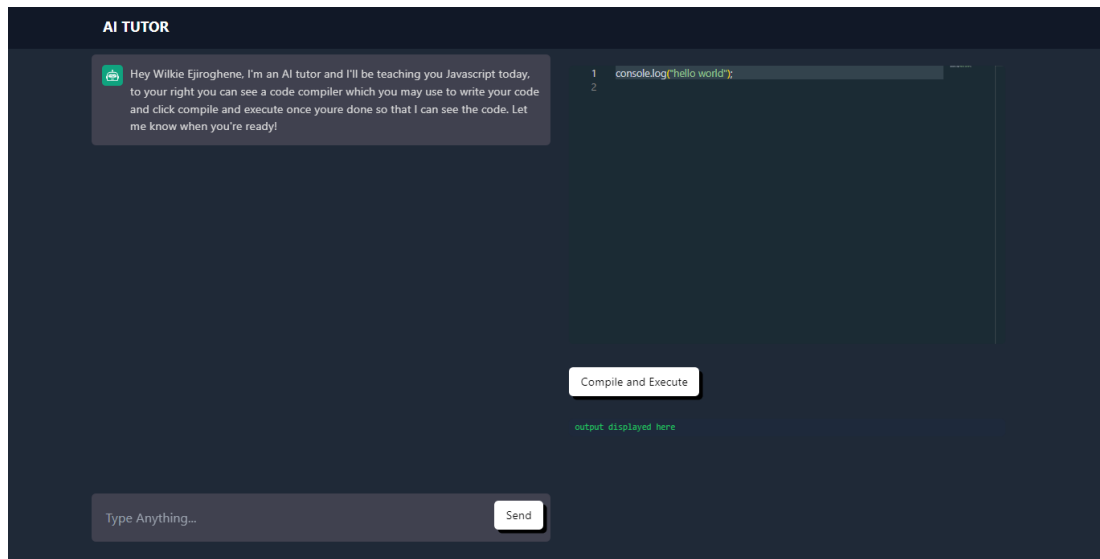 AI TUTOR
Hey Wilkie Ejiroghene, I'm an AI tutor and I'll be teaching you Javascript today,
to your right you can see a code compiler which you may use to write your code
and click compile and execute once youre done so that I can see the code. Let
me know when you're ready!
1 console.log("hello world");
2
Compile and Execute
output displayed here
Type Anything...
Send